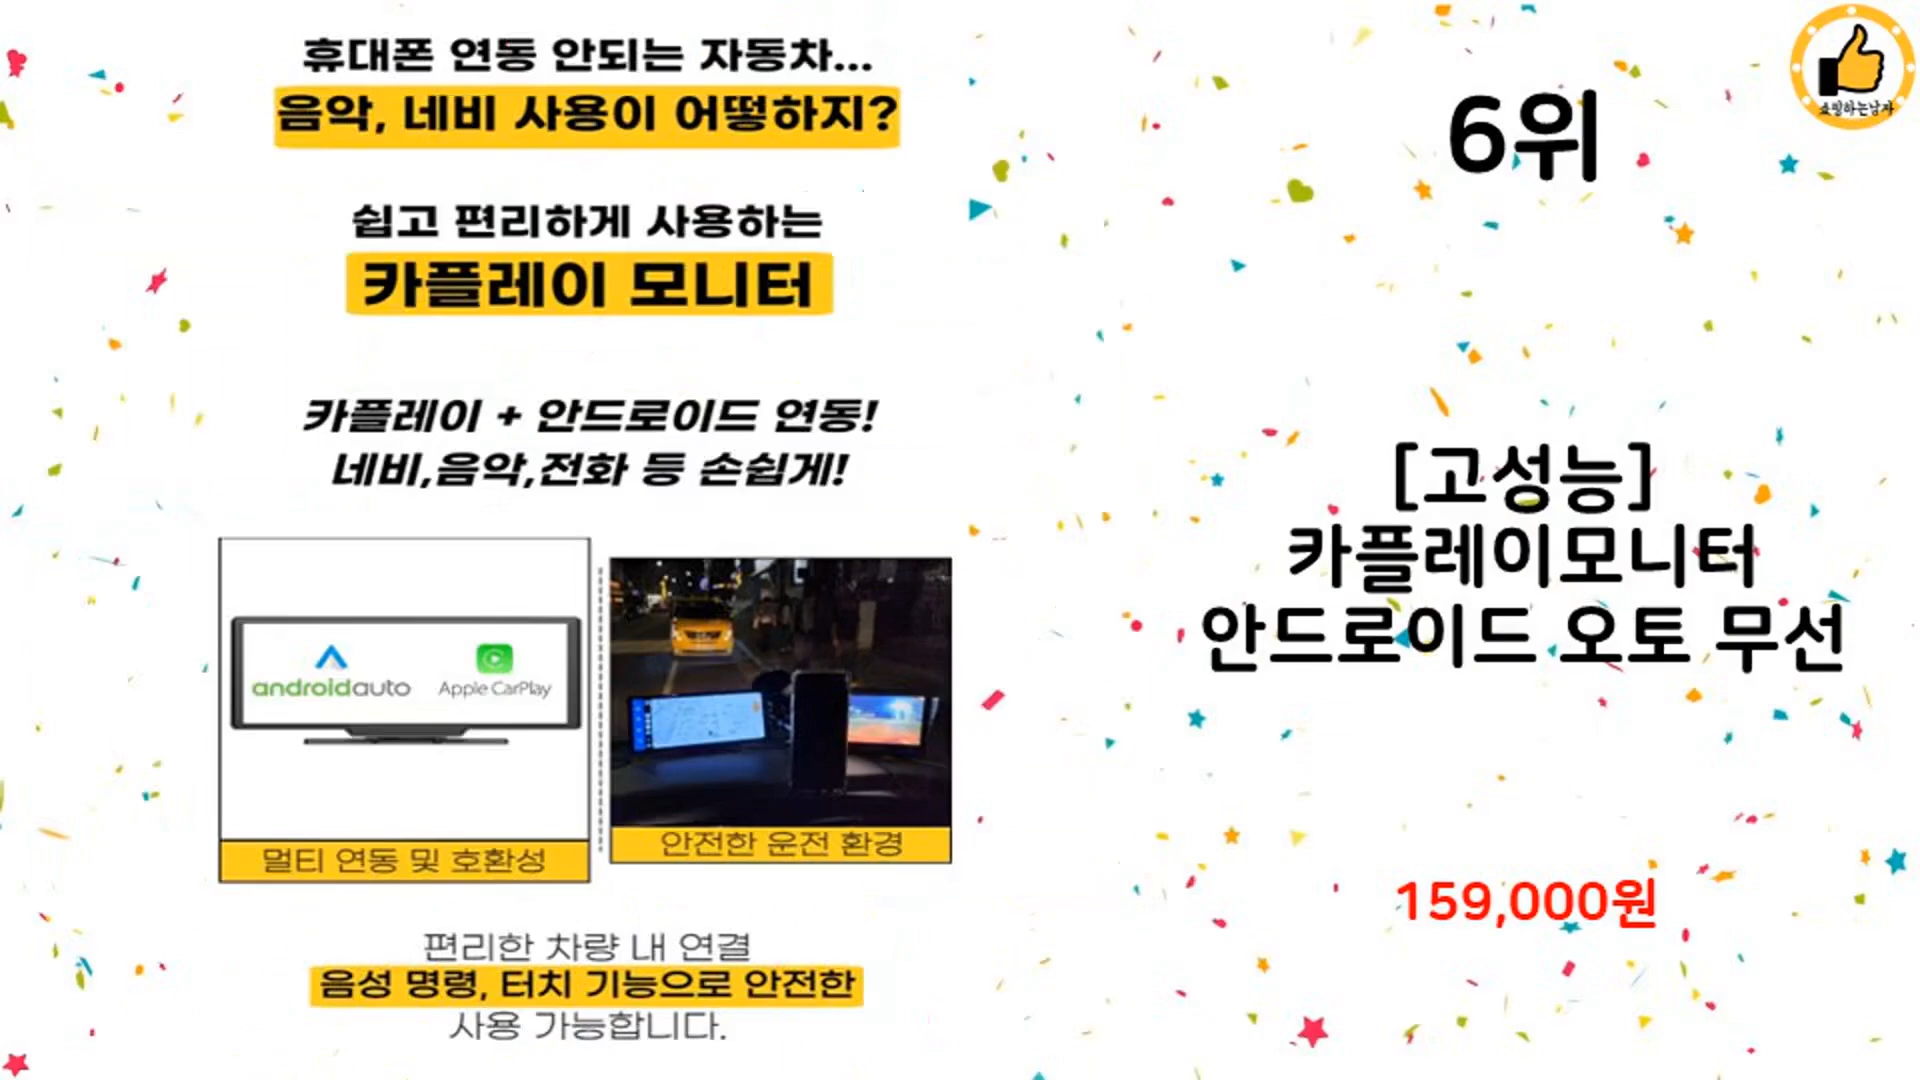 휴대폰 연동 안되는 자동차...
음악, 네비 사용이 어떻하지?
쉽고 편리하게 사용하는
카플레이 모니터
카플레이 + 안드로이드 연동!
네비,음악,전화 등 손쉽게!
androidauto
Apple CarPlay
멀티 연동 및 호환성
안전한 운전 환경
편리한 차량 내 연결
음성 명령, 터치 기능으로 안전한
사용 가능합니다.
쇼핑하는남자
6위
[고성능]
카플레이모니터
안드로이드 오토 무선
159,000원